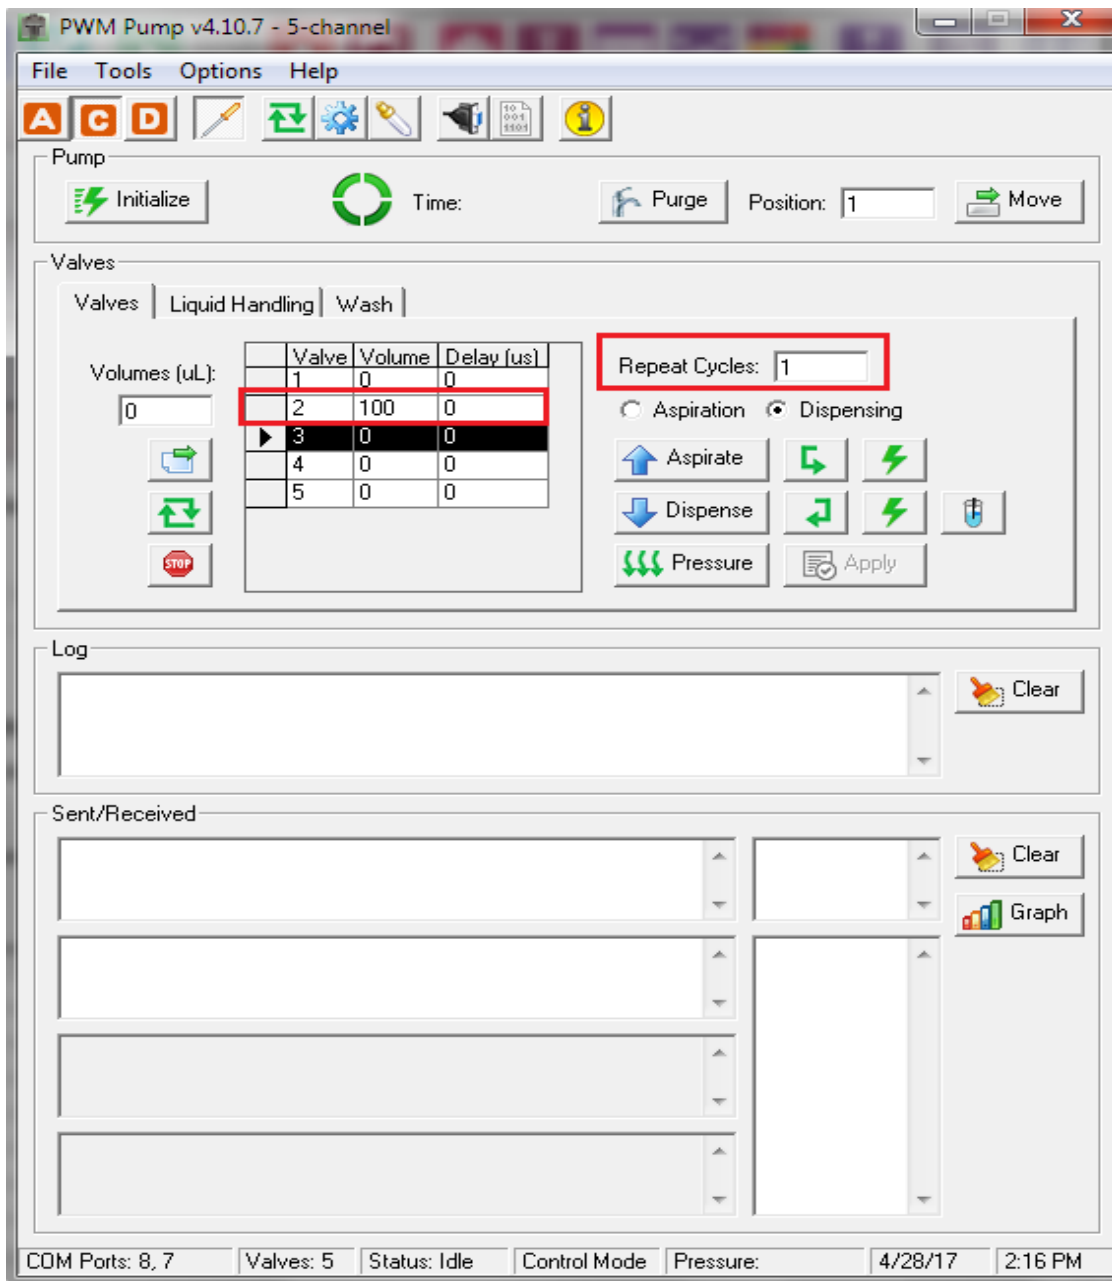 PWM Pump v4.10.7 - 5-channel
File Tools Options Help
A C D
Pump
Initialize Time: Purge Position: 1 Move
Valves
Valves Liquid Handling Wash
Volumes (uL):
0
Valve Volume Delay (us)
1 0 0
2 100 0
3 0 0
4 0 0
5 0 0
STOP
Repeat Cycles: 1
Aspiration Dispensing
Aspirate
Dispense
Pressure Apply
Log
Clear
Sent/Received
Clear
Graph
COM Ports: 8, 7 Valves: 5 Status: Idle Control Mode Pressure: 4/28/17 2:16 PM